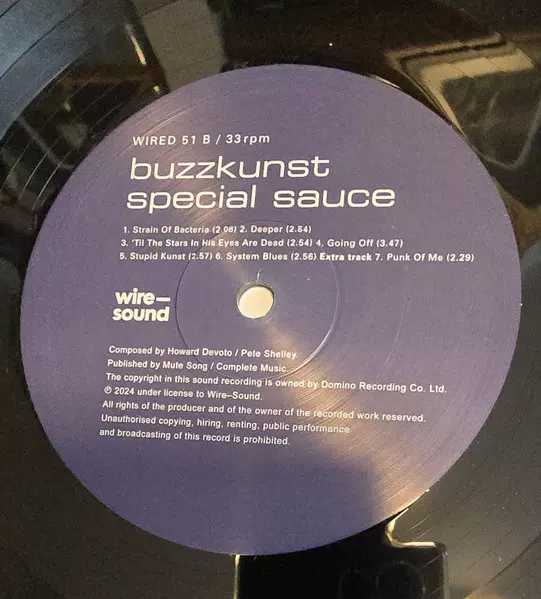 WIRED 51 B / 33rpm
buzzkunst
special sauce
1. Strain Of Bacteria (2.06) 2. Deeper (2.54)
3. 'Til The Stars In His Eyes Are Dead (2.54) 4. Going Off (3.47)
5. Stupid Kunst (2.57) 6. System Blues (2.56) Extra track 7. Punk Of Me (2.29)
wire—
sound
Composed by Howard Devoto / Pete Shelley.
Published by Mute Song / Complete Music.
The copyright in this sound recording is owned by Domino Recording Co. Ltd.
℗ 2024 under license to Wire–Sound.
All rights of the producer and of the owner of the recorded work reserved.
Unauthorised copying, hiring, renting, public performance
and broadcasting of this record is prohibited.